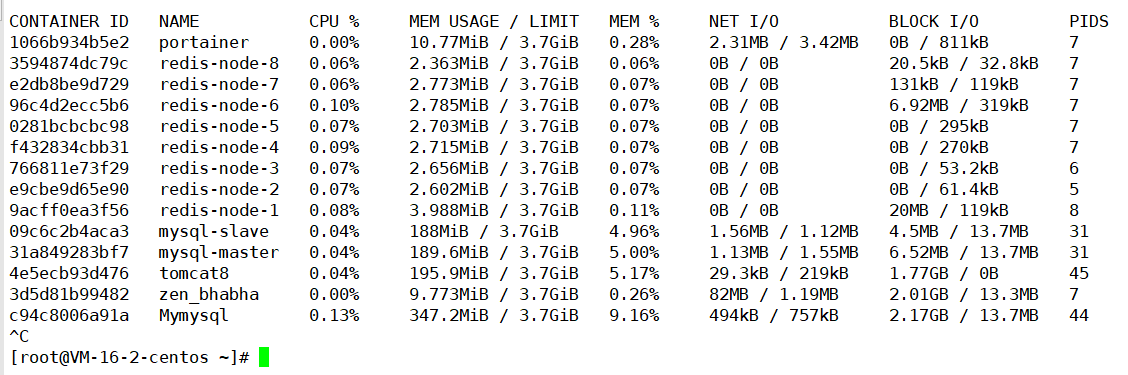 CONTAINER ID NAME CPU % MEM USAGE / LIMIT MEM % NET I/O BLOCK I/O PIDS
1066b934b5e2 portainer 0.00% 10.77MiB / 3.7GiB 0.28% 2.31MB / 3.42MB 0B / 811kB 7
3594874dc79c redis-node-8 0.06% 2.363MiB / 3.7GiB 0.06% 0B / 0B 20.5kB / 32.8kB 7
e2db8be9d729 redis-node-7 0.06% 2.773MiB / 3.7GiB 0.07% 0B / 0B 131kB / 119kB 7
96c4d2ecc5b6 redis-node-6 0.10% 2.785MiB / 3.7GiB 0.07% 0B / 0B 6.92MB / 319kB 7
0281bcbcbc98 redis-node-5 0.07% 2.703MiB / 3.7GiB 0.07% 0B / 0B 0B / 295kB 7
f432834cbb31 redis-node-4 0.09% 2.715MiB / 3.7GiB 0.07% 0B / 0B 0B / 270kB 7
766811e73f29 redis-node-3 0.07% 2.656MiB / 3.7GiB 0.07% 0B / 0B 0B / 53.2kB 6
e9cbe9d65e90 redis-node-2 0.07% 2.602MiB / 3.7GiB 0.07% 0B / 0B 0B / 61.4kB 5
9acff0ea3f56 redis-node-1 0.08% 3.988MiB / 3.7GiB 0.11% 0B / 0B 20MB / 119kB 8
09c6c2b4aca3 mysql-slave 0.04% 188MiB / 3.7GiB 4.96% 1.56MB / 1.12MB 4.5MB / 13.7MB 31
31a849283bf7 mysql-master 0.04% 189.6MiB / 3.7GiB 5.00% 1.13MB / 1.55MB 6.52MB / 13.7MB 31
4e5ecb93d476 tomcat8 0.04% 195.9MiB / 3.7GiB 5.17% 29.3kB / 219kB 1.77GB / 0B 45
3d5d81b99482 zen_bhabha 0.00% 9.773MiB / 3.7GiB 0.26% 82MB / 1.19MB 2.01GB / 13.3MB 7
c94c8006a91a Mymysql 0.13% 347.2MiB / 3.7GiB 9.16% 494kB / 757kB 2.17GB / 13.7MB 44
^C
[root@VM-16-2-centos ~]#